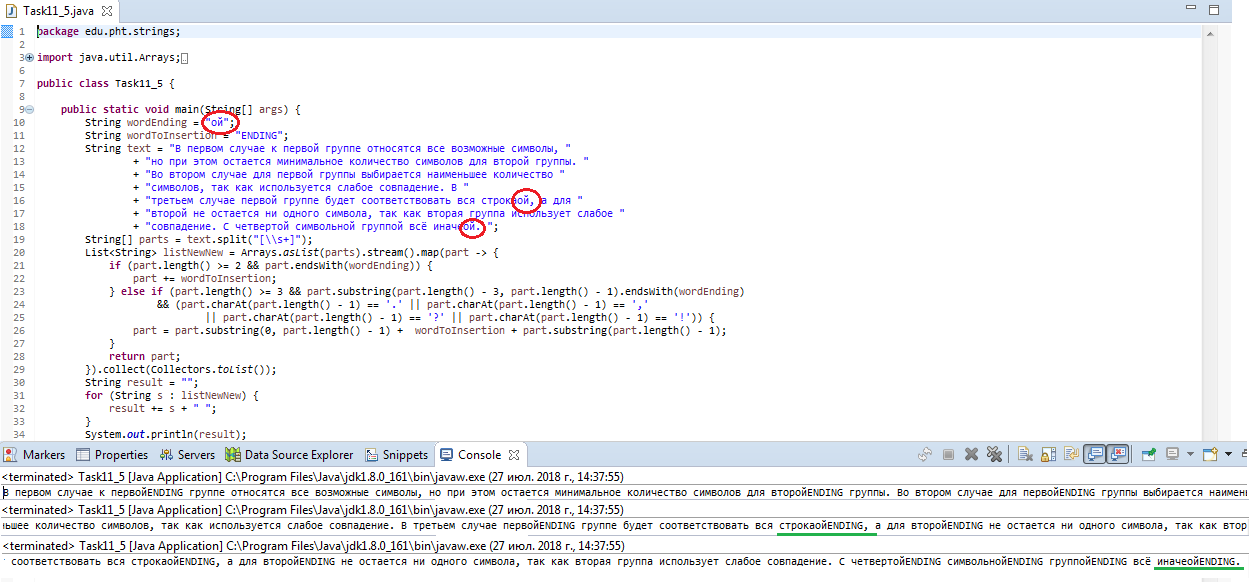 Task11_5.java
1 package edu.pht.strings;
2
3 import java.util.Arrays;
6
7 public class Task11_5 {
8
9 public static void main(String[] args) {
10 String wordEnding = "ой";
11 String wordToInsertion = "ENDING";
12 String text = "В первом случае к первой группе относятся все возможные символы, "
13 + "но при этом остается минимальное количество символов для второй группы. "
14 + "Во втором случае для первой группы выбирается наименьшее количество "
15 + "символов, так как используется слабое совпадение. В "
16 + "третьем случае первой группе будет соответствовать вся строкаой, а для "
17 + "второй не остается ни одного символа, так как вторая группа использует слабое "
18 + "совпадение. С четвертой символьной группой всё иначеой. ";
19 String[] parts = text.split("[\\s+]");
20 List<String> listNewNew = Arrays.asList(parts).stream().map(part -> {
21 if (part.length() >= 2 && part.endsWith(wordEnding)) {
22 part += wordToInsertion;
23 } else if (part.length() >= 3 && part.substring(part.length() - 3, part.length() - 1).endsWith(wordEnding)
24 && (part.charAt(part.length() - 1) == '.' || part.charAt(part.length() - 1) == ','
25 || part.charAt(part.length() - 1) == '?' || part.charAt(part.length() - 1) == '!')) {
26 part = part.substring(0, part.length() - 1) + wordToInsertion + part.substring(part.length() - 1);
27 }
28 return part;
29 }).collect(Collectors.toList());
30 String result = "";
31 for (String s : listNewNew) {
32 result += s + " ";
33 }
34 System.out.println(result);
Markers Properties Servers Data Source Explorer Snippets Console
<terminated> Task11_5 [Java Application] C:\Program Files\Java\jdk1.8.0_161\bin\javaw.exe (27 июл. 2018 г., 14:37:55)
В первом случае к первойENDING группе относятся все возможные символы, но при этом остается минимальное количество символов для второйENDING группы. Во втором случае для первойENDING группы выбирается наимень
<terminated> Task11_5 [Java Application] C:\Program Files\Java\jdk1.8.0_161\bin\javaw.exe (27 июл. 2018 г., 14:37:55)
ньшее количество символов, так как используется слабое совпадение. В третьем случае первойENDING группе будет соответствовать вся строкаойENDING, а для второйENDING не остается ни одного символа, так как втор
<terminated> Task11_5 [Java Application] C:\Program Files\Java\jdk1.8.0_161\bin\javaw.exe (27 июл. 2018 г., 14:37:55)
соответствовать вся строкаойENDING, а для второйENDING не остается ни одного символа, так как вторая группа использует слабое совпадение. С четвертойENDING символьнойENDING группойENDING всё иначеойENDING.